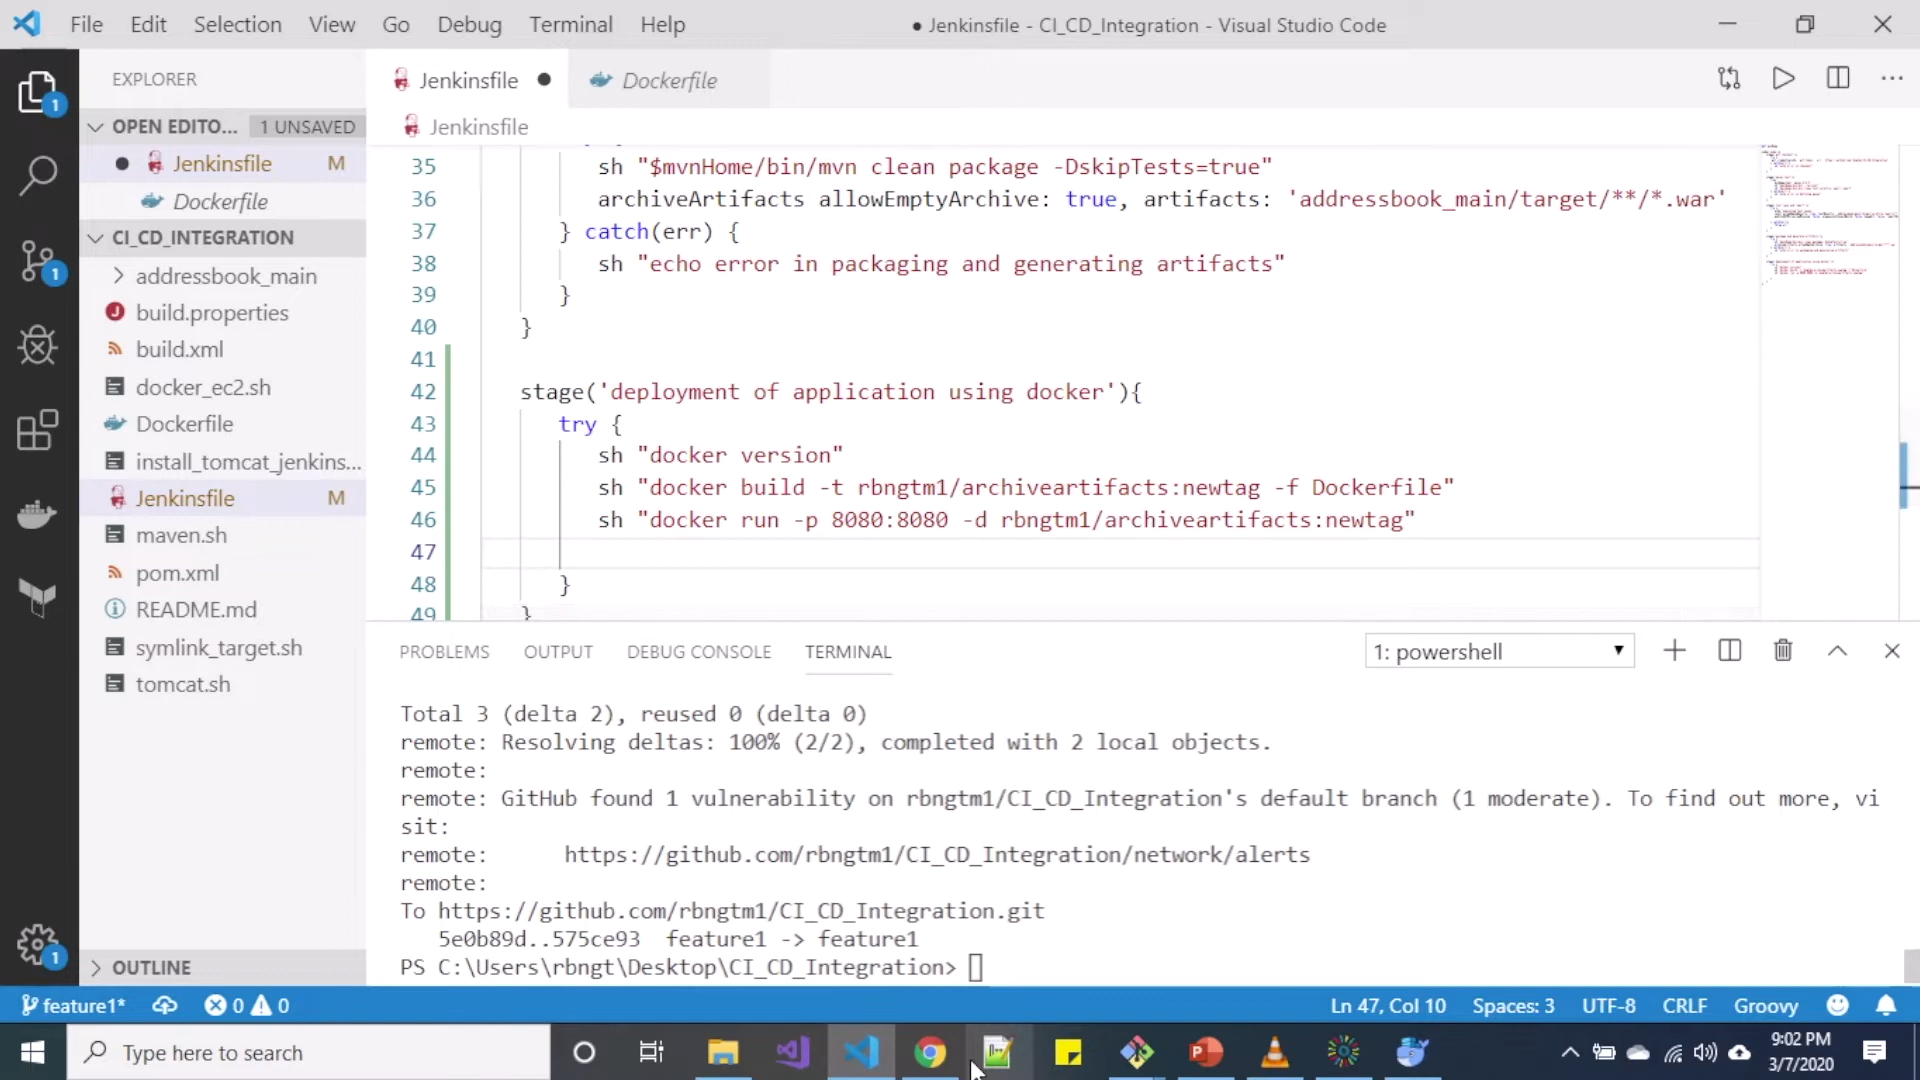 File Edit Selection View Go Debug Terminal Help
● Jenkinsfile - CI_CD_Integration - Visual Studio Code
EXPLORER
OPEN EDITO... 1 UNSAVED
Jenkinsfile M
Dockerfile
CI_CD_INTEGRATION
addressbook_main
build.properties
build.xml
docker_ec2.sh
Dockerfile
install_tomcat_jenkins...
Jenkinsfile M
maven.sh
pom.xml
README.md
symlink_target.sh
tomcat.sh
OUTLINE
1
1
1
Jenkinsfile ● Dockerfile
Jenkinsfile
35 sh "$mvnHome/bin/mvn clean package -DskipTests=true"
36 archiveArtifacts allowEmptyArchive: true, artifacts: 'addressbook_main/target/**/*.war'
37 } catch(err) {
38 sh "echo error in packaging and generating artifacts"
39 }
40 }
41
42 stage('deployment of application using docker'){
43 try {
44 sh "docker version"
45 sh "docker build -t rbngtm1/archiveartifacts:newtag -f Dockerfile"
46 sh "docker run -p 8080:8080 -d rbngtm1/archiveartifacts:newtag"
47
48 }
49 }
PROBLEMS OUTPUT DEBUG CONSOLE TERMINAL 1: powershell
Total 3 (delta 2), reused 0 (delta 0)
remote: Resolving deltas: 100% (2/2), completed with 2 local objects.
remote:
remote: GitHub found 1 vulnerability on rbngtm1/CI_CD_Integration's default branch (1 moderate). To find out more, vi
sit:
remote: https://github.com/rbngtm1/CI_CD_Integration/network/alerts
remote:
To https://github.com/rbngtm1/CI_CD_Integration.git
5e0b89d..575ce93 feature1 -> feature1
PS C:\Users\rbngt\Desktop\CI_CD_Integration>
feature1* 0 0 Ln 47, Col 10 Spaces: 3 UTF-8 CRLF Groovy
Type here to search
9:02 PM
3/7/2020